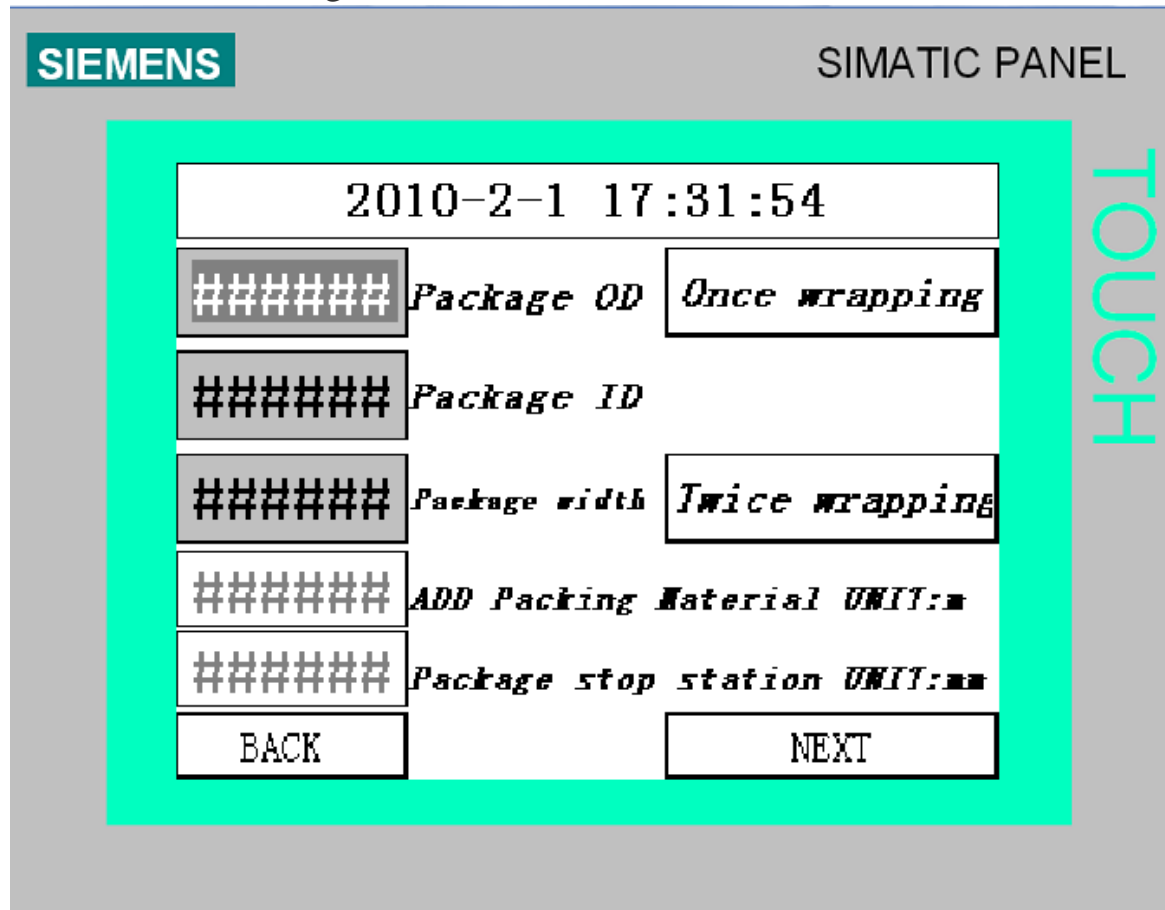 SIEMENS SIMATIC PANEL
TOUCH
2010-2-1 17:31:54
###### Package OD Once wrapping
###### Package ID
###### Package width Twice wrapping
###### ADD Packing Material UNIT:m
###### Package stop station UNIT:mm
BACK NEXT